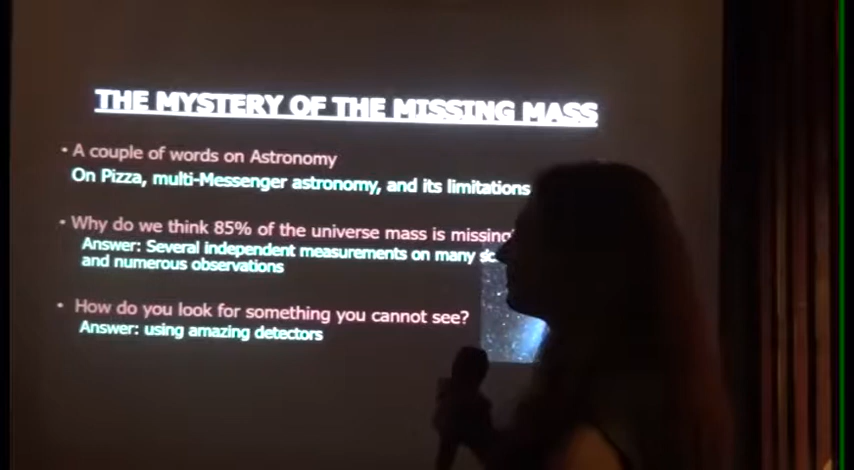 THE MYSTERY OF THE MISSING MASS
• A couple of words on Astronomy
On Pizza, multi-Messenger astronomy, and its limitations
• Why do we think 85% of the universe mass is missing
Answer: Several independent measurements on many
and numerous observations
• How do you look for something you cannot see?
Answer: using amazing detectors